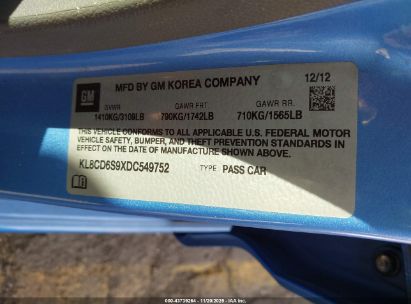 GM
MFD BY GM KOREA COMPANY 12/12
GVWR GAWR FRT GAWR RR.
1410KG/3109LB 790KG/1742LB 710KG/1565LB
THIS VEHICLE CONFORMS TO ALL APPLICABLE U.S. FEDERAL MOTOR
VEHICLE SAFETY, BUMPER, AND THEFT PREVENTION STANDARDS IN
EFFECT ON THE DATE OF MANUFACTURE SHOWN ABOVE.
KL8CD6S9XDC549752 TYPE: PASS CAR